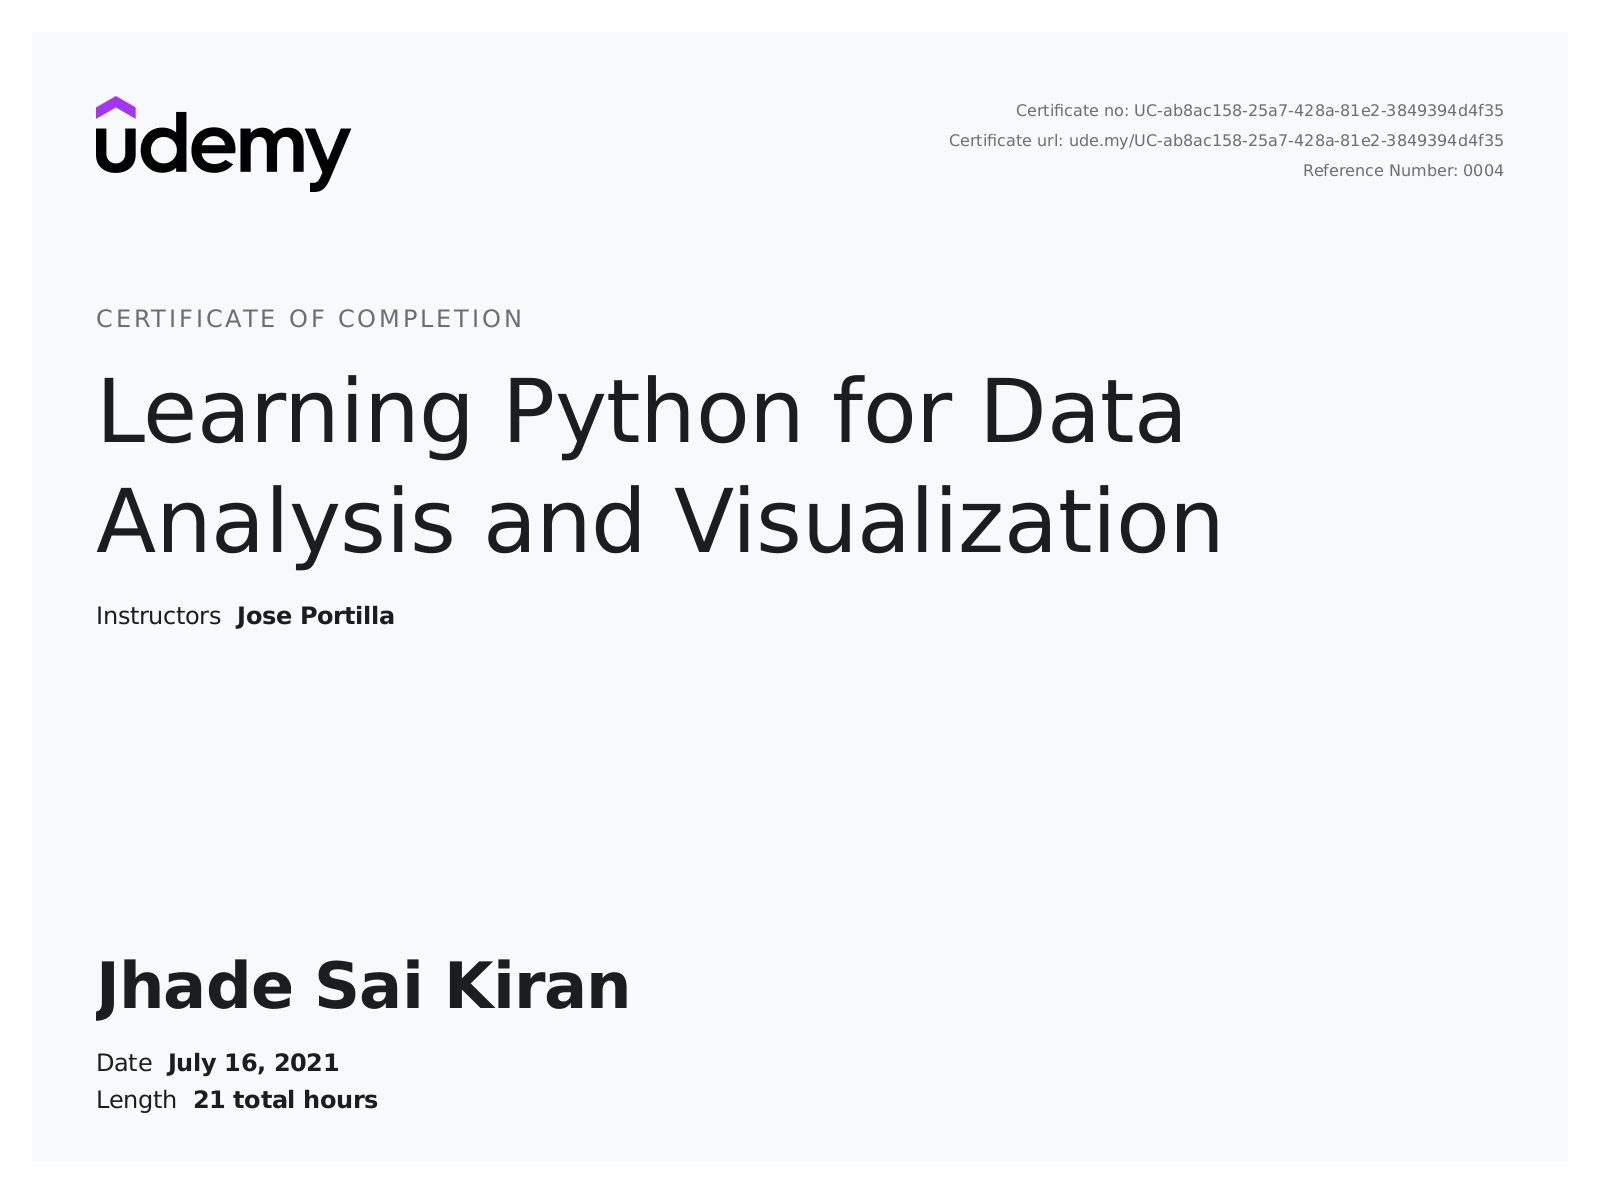 udemy
Certificate no: UC-ab8ac158-25a7-428a-81e2-3849394d4f35
Certificate url: ude.my/UC-ab8ac158-25a7-428a-81e2-3849394d4f35
Reference Number: 0004
CERTIFICATE OF COMPLETION
Learning Python for Data
Analysis and Visualization
Instructors Jose Portilla
Jhade Sai Kiran
Date July 16, 2021
Length 21 total hours